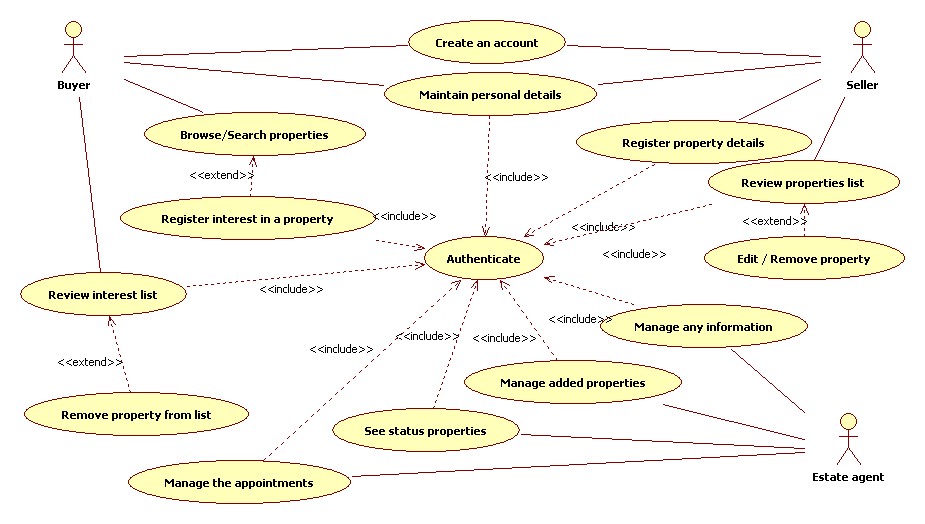 Create an account
Buyer
Seller
Maintain personal details
Browse/Search properties
Register property details
<<extend>>
<<include>>
Review properties list
Register interest in a property
<<include>>
<<extend>>
<<include>>
<<include>>
Authenticate
Edit / Remove property
Review interest list
<<include>>
<<include>>
Manage any information
<<include>>
<<include>>
<<include>>
<<extend>>
Manage added properties
Remove property from list
See status properties
Estate agent
Manage the appointments